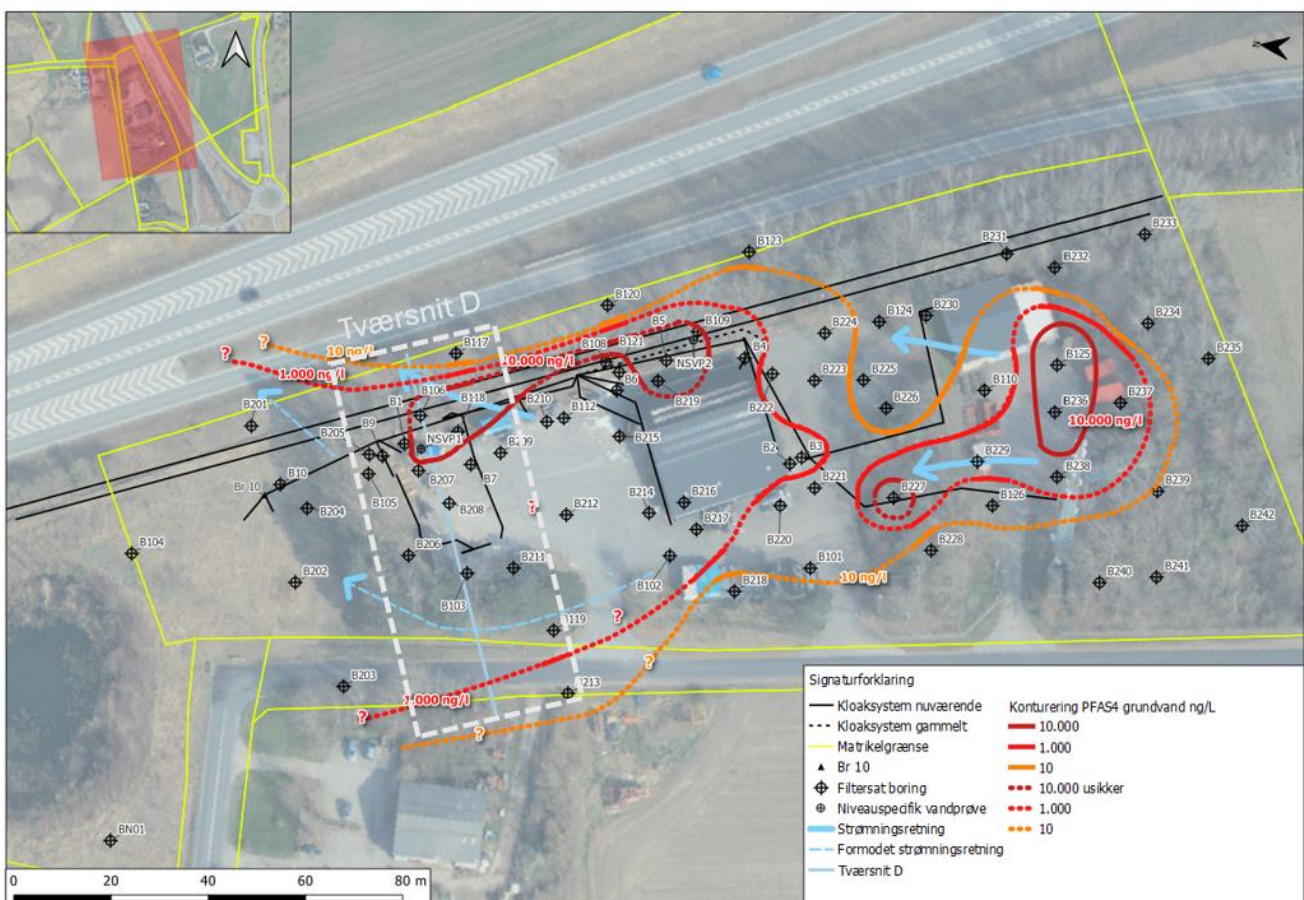 B233
B123
B231
B232
B120
Tværsnit D
B124
B230
B234
?
?
10 ng/l
B117
B5
B109
B224
B235
1.000 ng/l
10.000 ng/l
B108
B121
NSVP2
B4
B125
B106
B118
B6
B223
B225
B110
B237
B201
B1
B210
B219
B226
B236
10.000 ng/l
B205
B9
B112
B222
NSVP1
B209
B215
B2
B3
B229
B10
B207
B7
B221
B227
B238
B239
Br 10
B105
B204
B208
?
B212
B214
B216
B217
B220
B126
B242
B104
B206
B211
B228
B202
B103
B102
B101
10 ng/l
B240
B241
B218
B119
?
?
B203
1.000 ng/l
B213
?
?
BN01
0 20 40 60 80 m
Signaturforklaring
Kloaksystem nuværende
Kloaksystem gammelt
Matrikelgrænse
Br 10
Filtersat boring
Niveauspecifik vandprøve
Strømningsretning
Formodet strømningsretning
Tværsnit D
Konturering PFAS4 grundvand ng/L
10.000
1.000
10
10.000 usikker
1.000
10